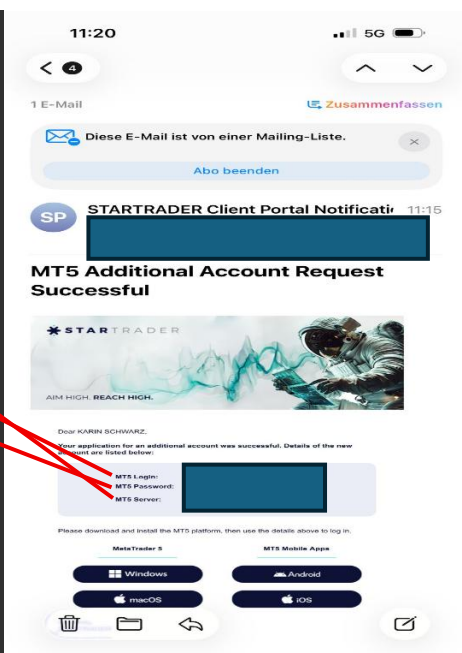 11:20
5G
4
1 E-Mail
Zusammenfassen
Diese E-Mail ist von einer Mailing-Liste.
Abo beenden
SP
STARTRADER Client Portal Notificati
11:15
MT5 Additional Account Request
Successful
STARTRADER
AIM HIGH. REACH HIGH.
Dear KARIN SCHWARZ,
Your application for an additional account was successful. Details of the new
account are listed below:
MT5 Login:
MT5 Password:
MT5 Server:
Please download and install the MT5 platform, then use the details above to log in.
MetaTrader 5
MT5 Mobile Apps
Windows
Android
macOS
iOS